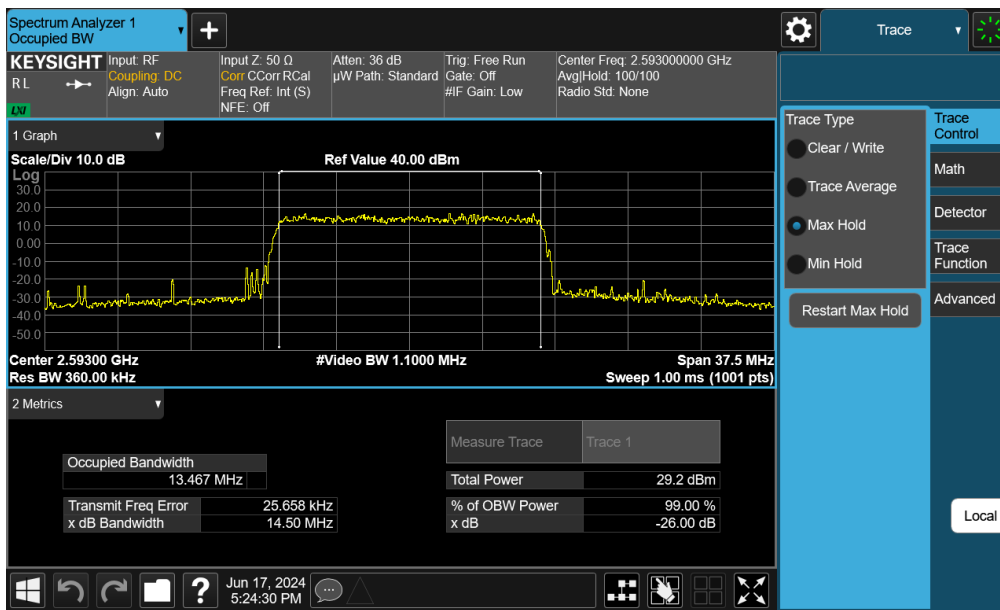 Spectrum Analyzer 1
Occupied BW
Trace
KEYSIGHT
R L
LXI
Input: RF
Coupling: DC
Align: Auto
Input Z: 50 Ω
Corr CCorr RCal
Freq Ref: Int (S)
NFE: Off
Atten: 36 dB
µW Path: Standard
Trig: Free Run
Gate: Off
#IF Gain: Low
Center Freq: 2.593000000 GHz
Avg|Hold: 100/100
Radio Std: None
1 Graph
Scale/Div 10.0 dB
Ref Value 40.00 dBm
Log
30.0
20.0
10.0
0.00
-10.0
-20.0
-30.0
-40.0
-50.0
Center 2.59300 GHz
#Video BW 1.1000 MHz
Span 37.5 MHz
Res BW 360.00 kHz
Sweep 1.00 ms (1001 pts)
2 Metrics
Measure Trace
Trace 1
Occupied Bandwidth
13.467 MHz
Total Power
29.2 dBm
Transmit Freq Error
25.658 kHz
% of OBW Power
99.00 %
x dB Bandwidth
14.50 MHz
x dB
-26.00 dB
Trace Type
Clear / Write
Trace Average
Max Hold
Min Hold
Restart Max Hold
Trace
Control
Math
Detector
Trace
Function
Advanced
Local
?
Jun 17, 2024
5:24:30 PM